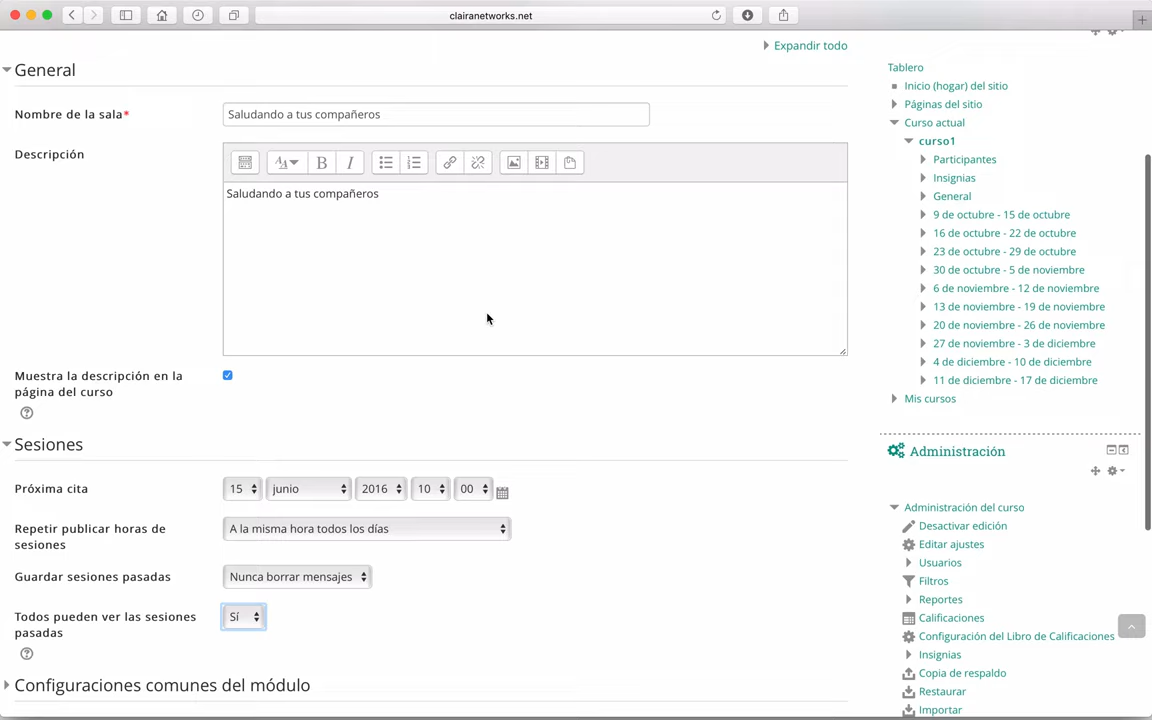 clairanetworks.net
Expandir todo
General
Nombre de la sala*
Saludando a tus compañeros
Descripción
Saludando a tus compañeros
Muestra la descripción en la
página del curso
Sesiones
Próxima cita
15 junio 2016 10 00
Repetir publicar horas de
sesiones
A la misma hora todos los días
Guardar sesiones pasadas
Nunca borrar mensajes
Todos pueden ver las sesiones
pasadas
Sí
Configuraciones comunes del módulo
Tablero
Inicio (hogar) del sitio
Páginas del sitio
Curso actual
curso1
Participantes
Insignias
General
9 de octubre - 15 de octubre
16 de octubre - 22 de octubre
23 de octubre - 29 de octubre
30 de octubre - 5 de noviembre
6 de noviembre - 12 de noviembre
13 de noviembre - 19 de noviembre
20 de noviembre - 26 de noviembre
27 de noviembre - 3 de diciembre
4 de diciembre - 10 de diciembre
11 de diciembre - 17 de diciembre
Mis cursos
Administración
Administración del curso
Desactivar edición
Editar ajustes
Usuarios
Filtros
Reportes
Calificaciones
Configuración del Libro de Calificaciones
Insignias
Copia de respaldo
Restaurar
Importar